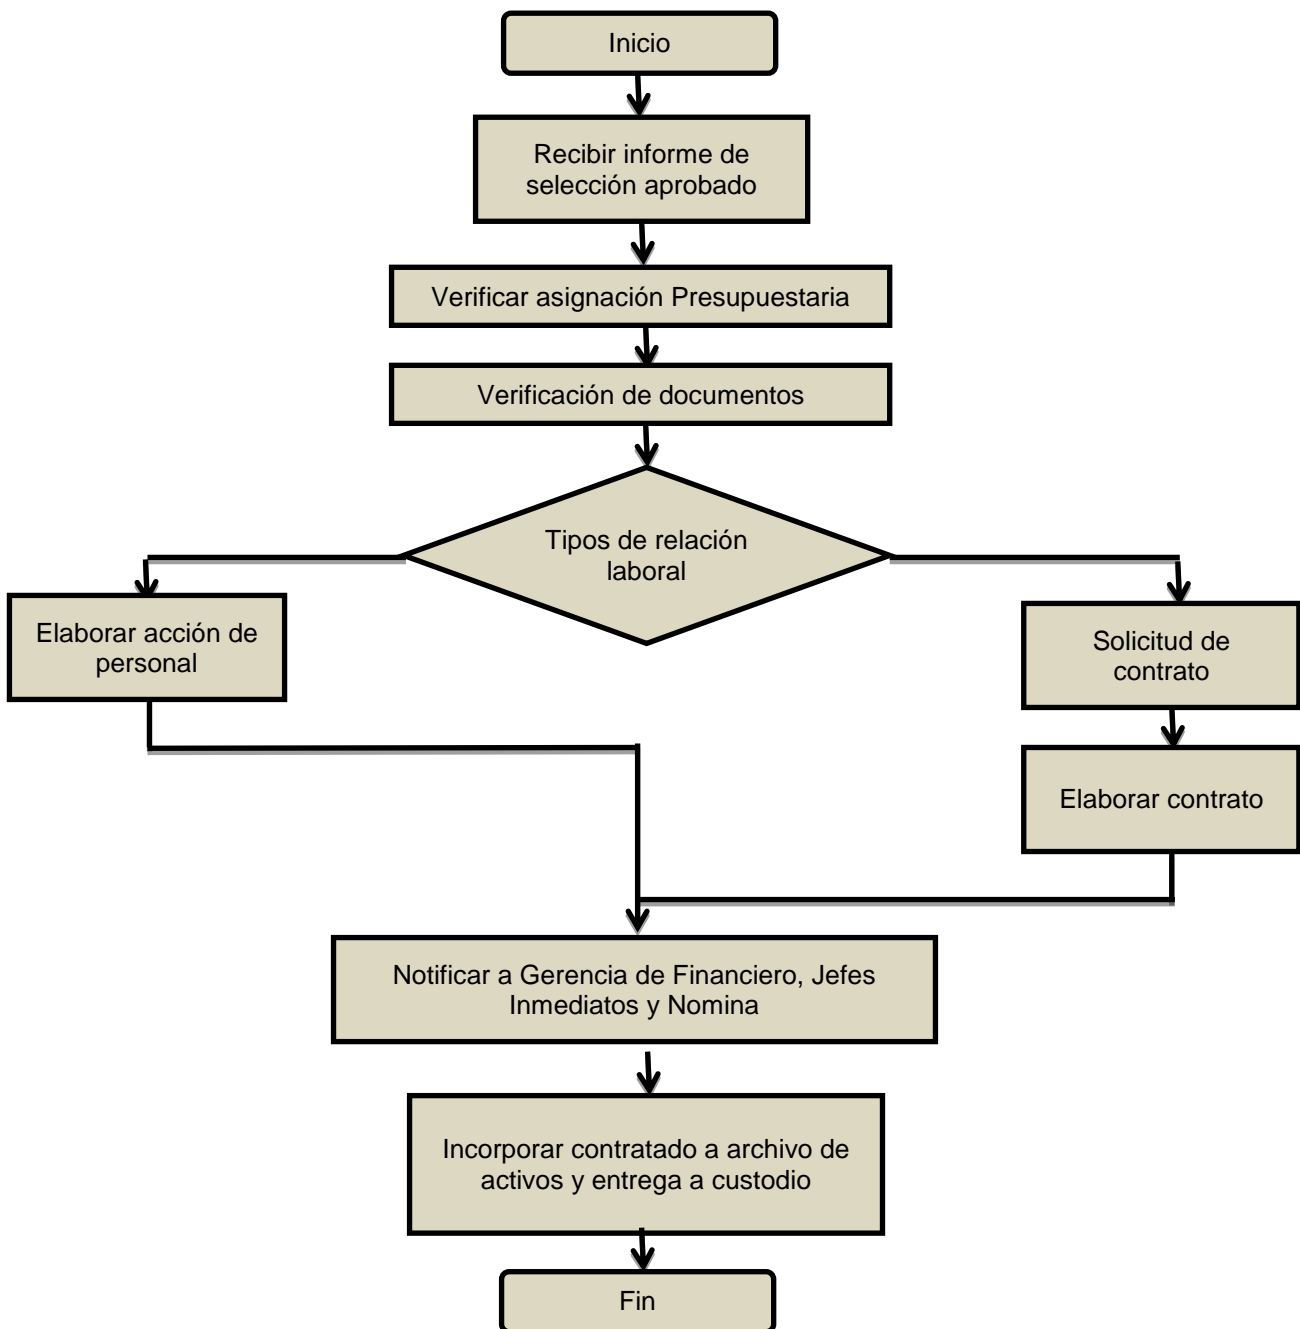 Inicio
Recibir informe de
selección aprobado
Verificar asignación Presupuestaria
Verificación de documentos
Tipos de relación
laboral
Elaborar acción de
personal
Solicitud de
contrato
Elaborar contrato
Notificar a Gerencia de Financiero, Jefes
Inmediatos y Nomina
Incorporar contratado a archivo de
activos y entrega a custodio
Fin